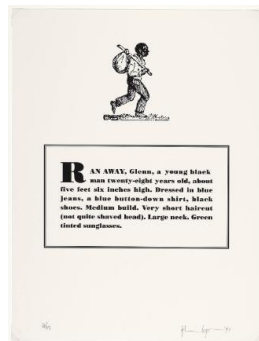 RAN AWAY, Glenn, a young black
man twenty-eight years old, about
five feet six inches high. Dressed in blue
jeans, a blue button-down shirt, black
shoes. Medium build. Very short haircut
(not quite shaved head). Large neck. Green
tinted sunglasses.